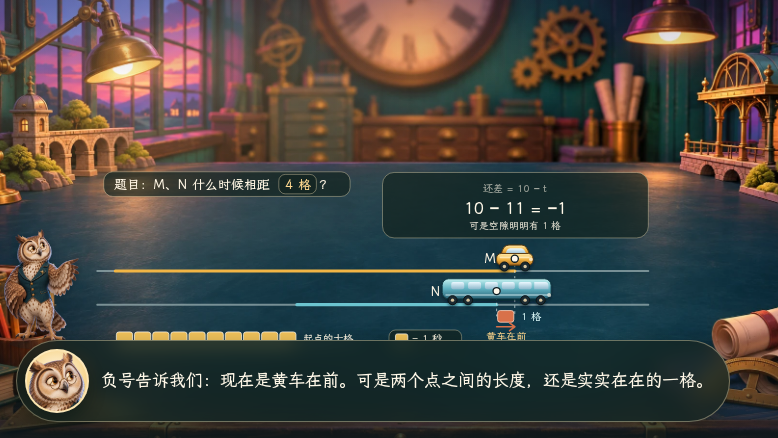 题目：M、N 什么时候相距 4 格 ？
还差 = 10 − t
10 − 11 = −1
可是空隙明明有 1 格
M
N
1 格
起点的十格
= 1 秒
黄车在前
负号告诉我们：现在是黄车在前。可是两个点之间的长度，还是实实在在的一格。